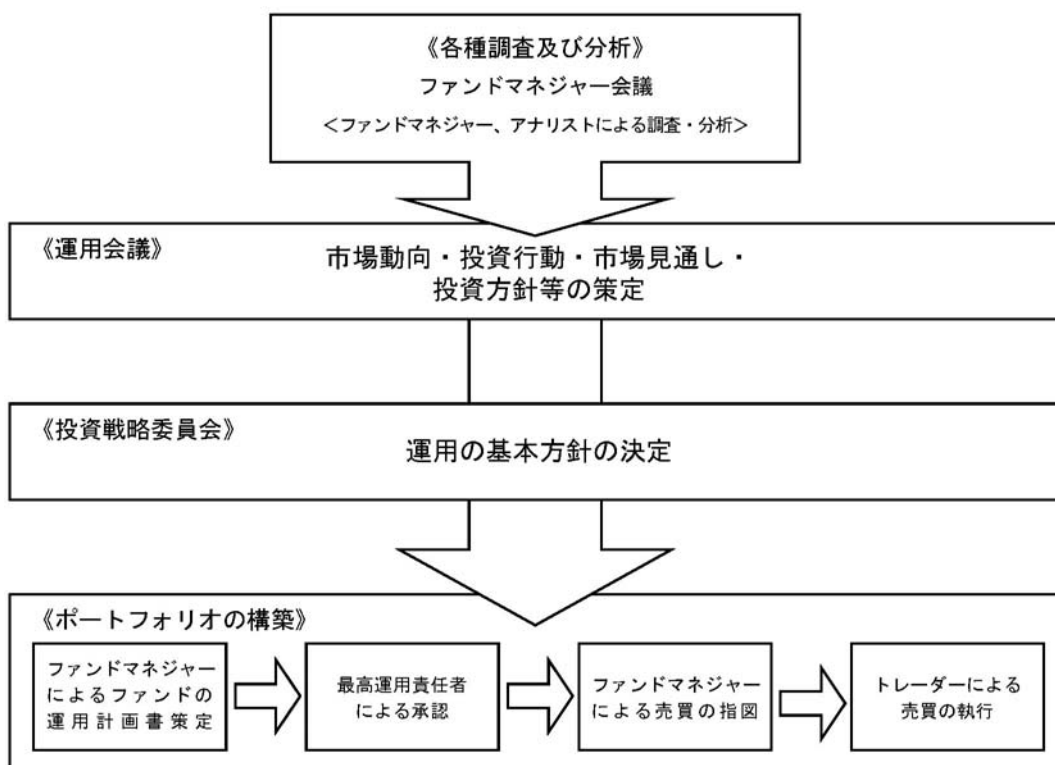 《各種調査及び分析》
ファンドマネジャー会議
＜ファンドマネジャー、アナリストによる調査・分析＞
《運用会議》
市場動向・投資行動・市場見通し・
投資方針等の策定
《投資戦略委員会》
運用の基本方針の決定
《ポートフォリオの構築》
ファンドマネジャー
によるファンドの
運用計画書策定
最高運用責任者
による承認
ファンドマネジャー
による売買の指図
トレーダーによる
売買の執行